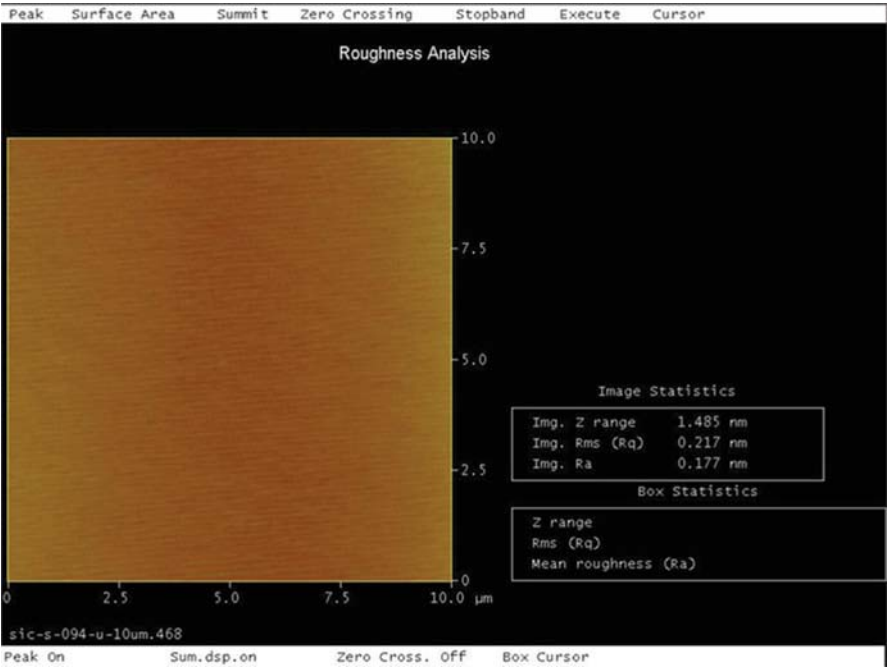 Peak Surface Area Summit Zero Crossing Stopband Execute Cursor
Roughness Analysis
10.0
7.5
5.0
2.5
0
0 2.5 5.0 7.5 10.0 µm
Image Statistics
Img. Z range 1.485 nm
Img. Rms (Rq) 0.217 nm
Img. Ra 0.177 nm
Box Statistics
Z range
Rms (Rq)
Mean roughness (Ra)
sic-s-094-u-10um.468
Peak On Sum.dsp.on Zero Cross. Off Box Cursor